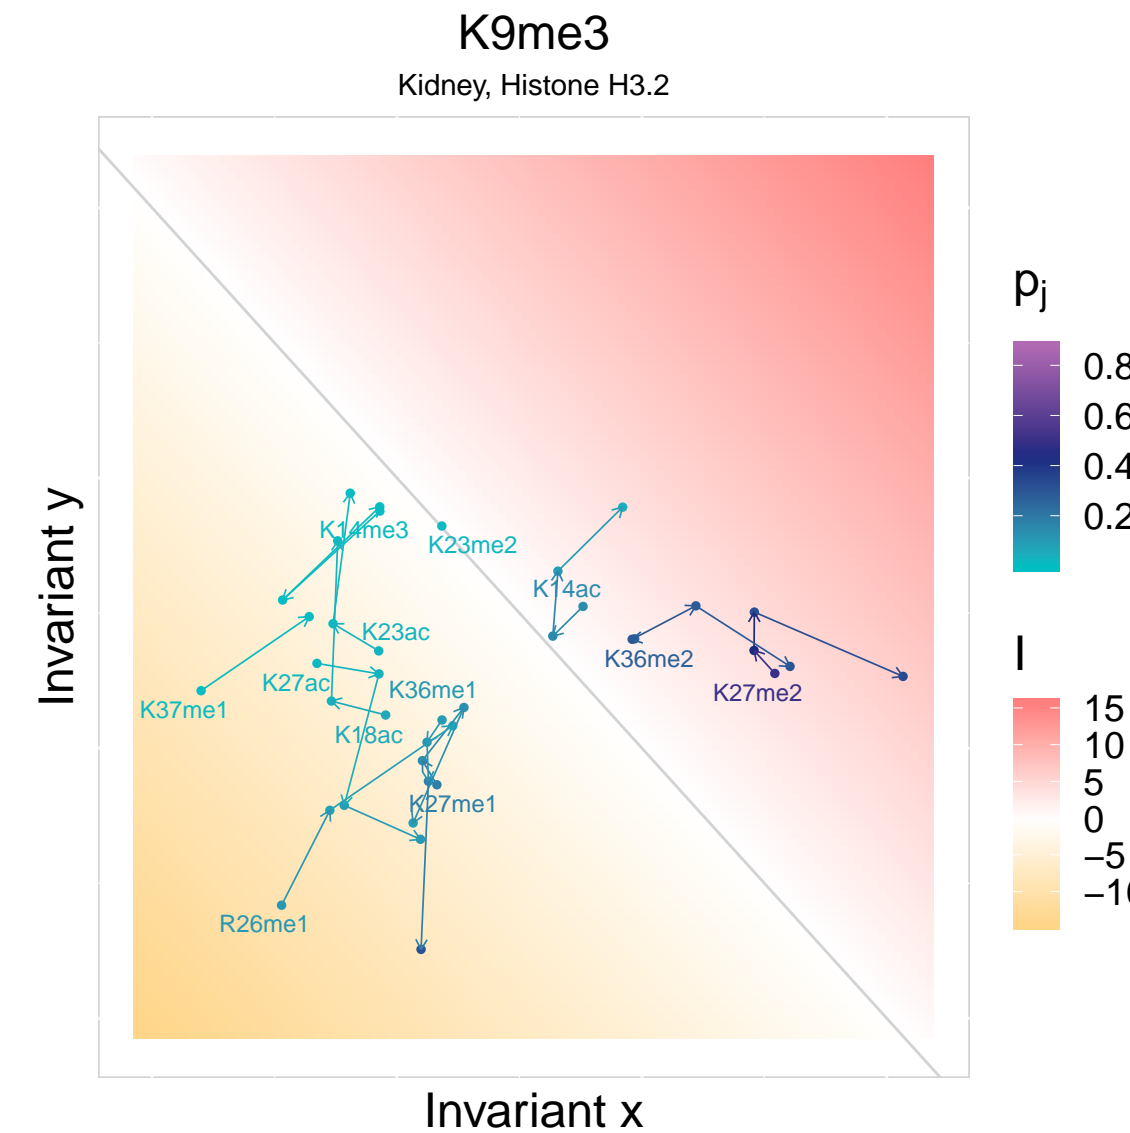 K9me3
Kidney, Histone H3.2
Invariant y
K14me3
K23me2
K14ac
K23ac
K36me2
K27ac
K36me1
K27me2
K37me1
K18ac
K27me1
R26me1
Invariant x
pj
0.8
0.6
0.4
0.2
I
15
10
5
0
−5
−10